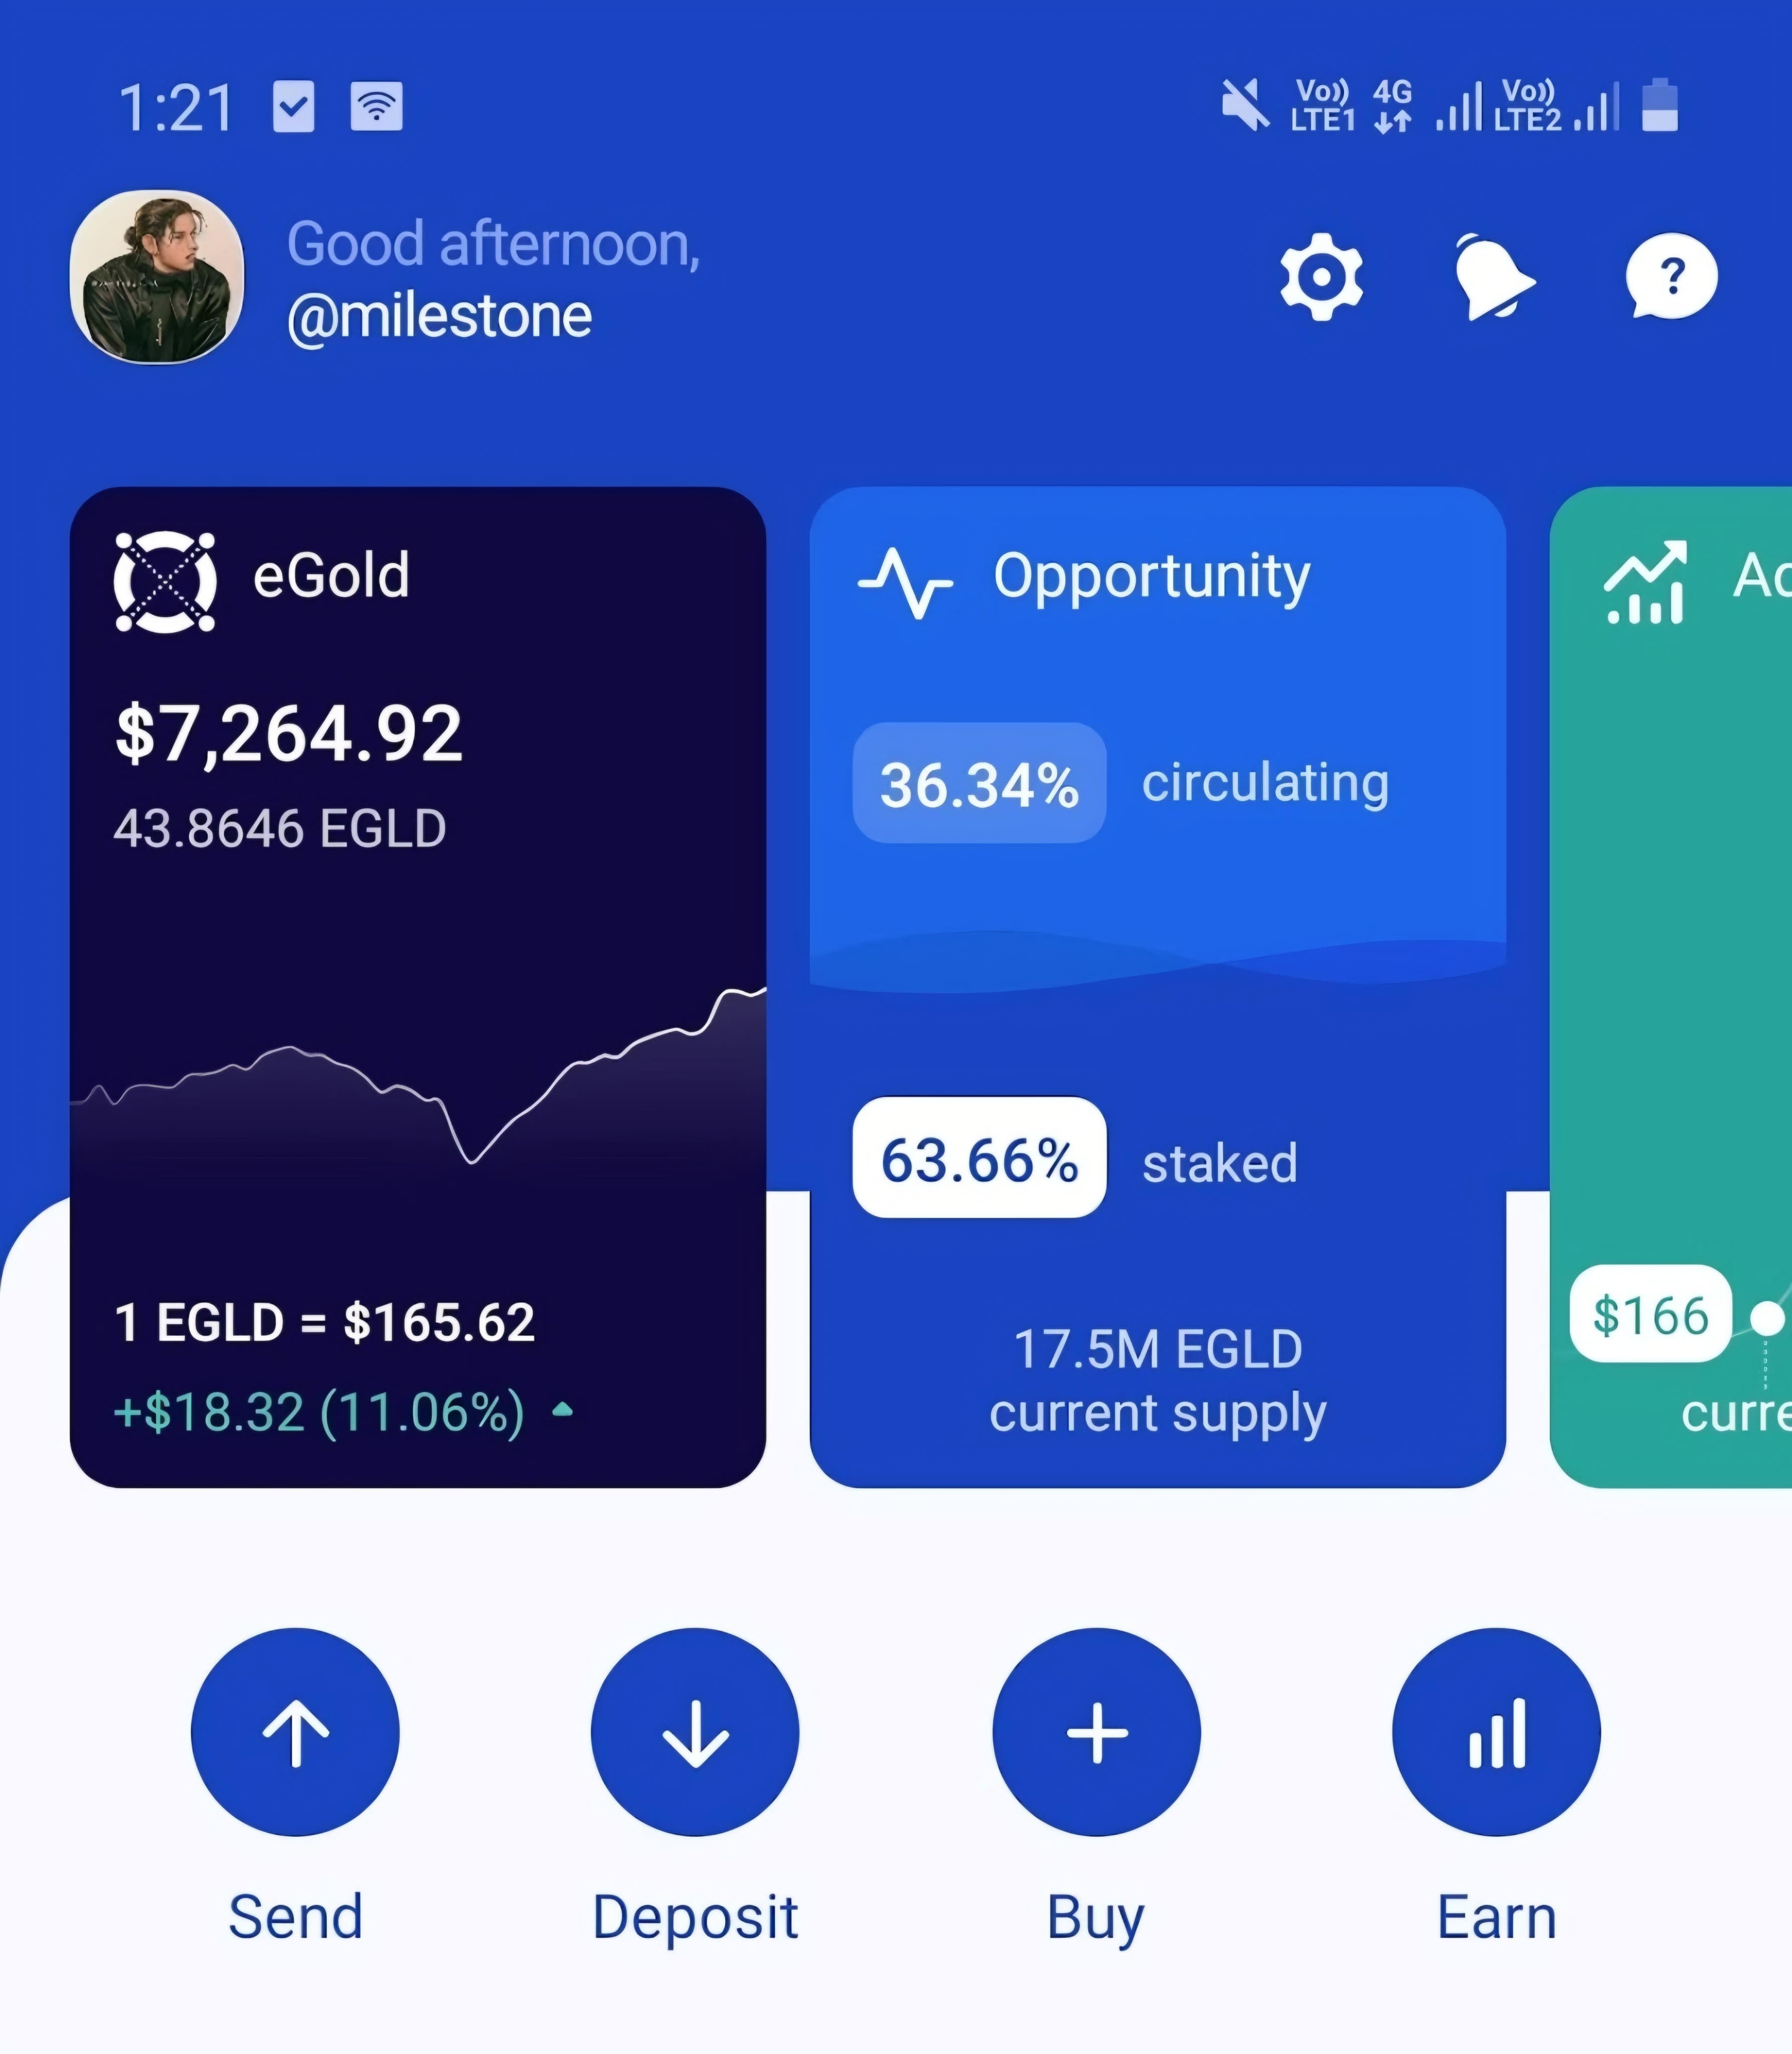 1:21
Vo)) LTE1 4G Vo)) LTE2
Good afternoon,
@milestone
?
eGold
$7,264.92
43.8646 EGLD
1 EGLD = $165.62
+$18.32 (11.06%)
Opportunity
36.34% circulating
63.66% staked
17.5M EGLD
current supply
$166
Send
Deposit
Buy
Earn